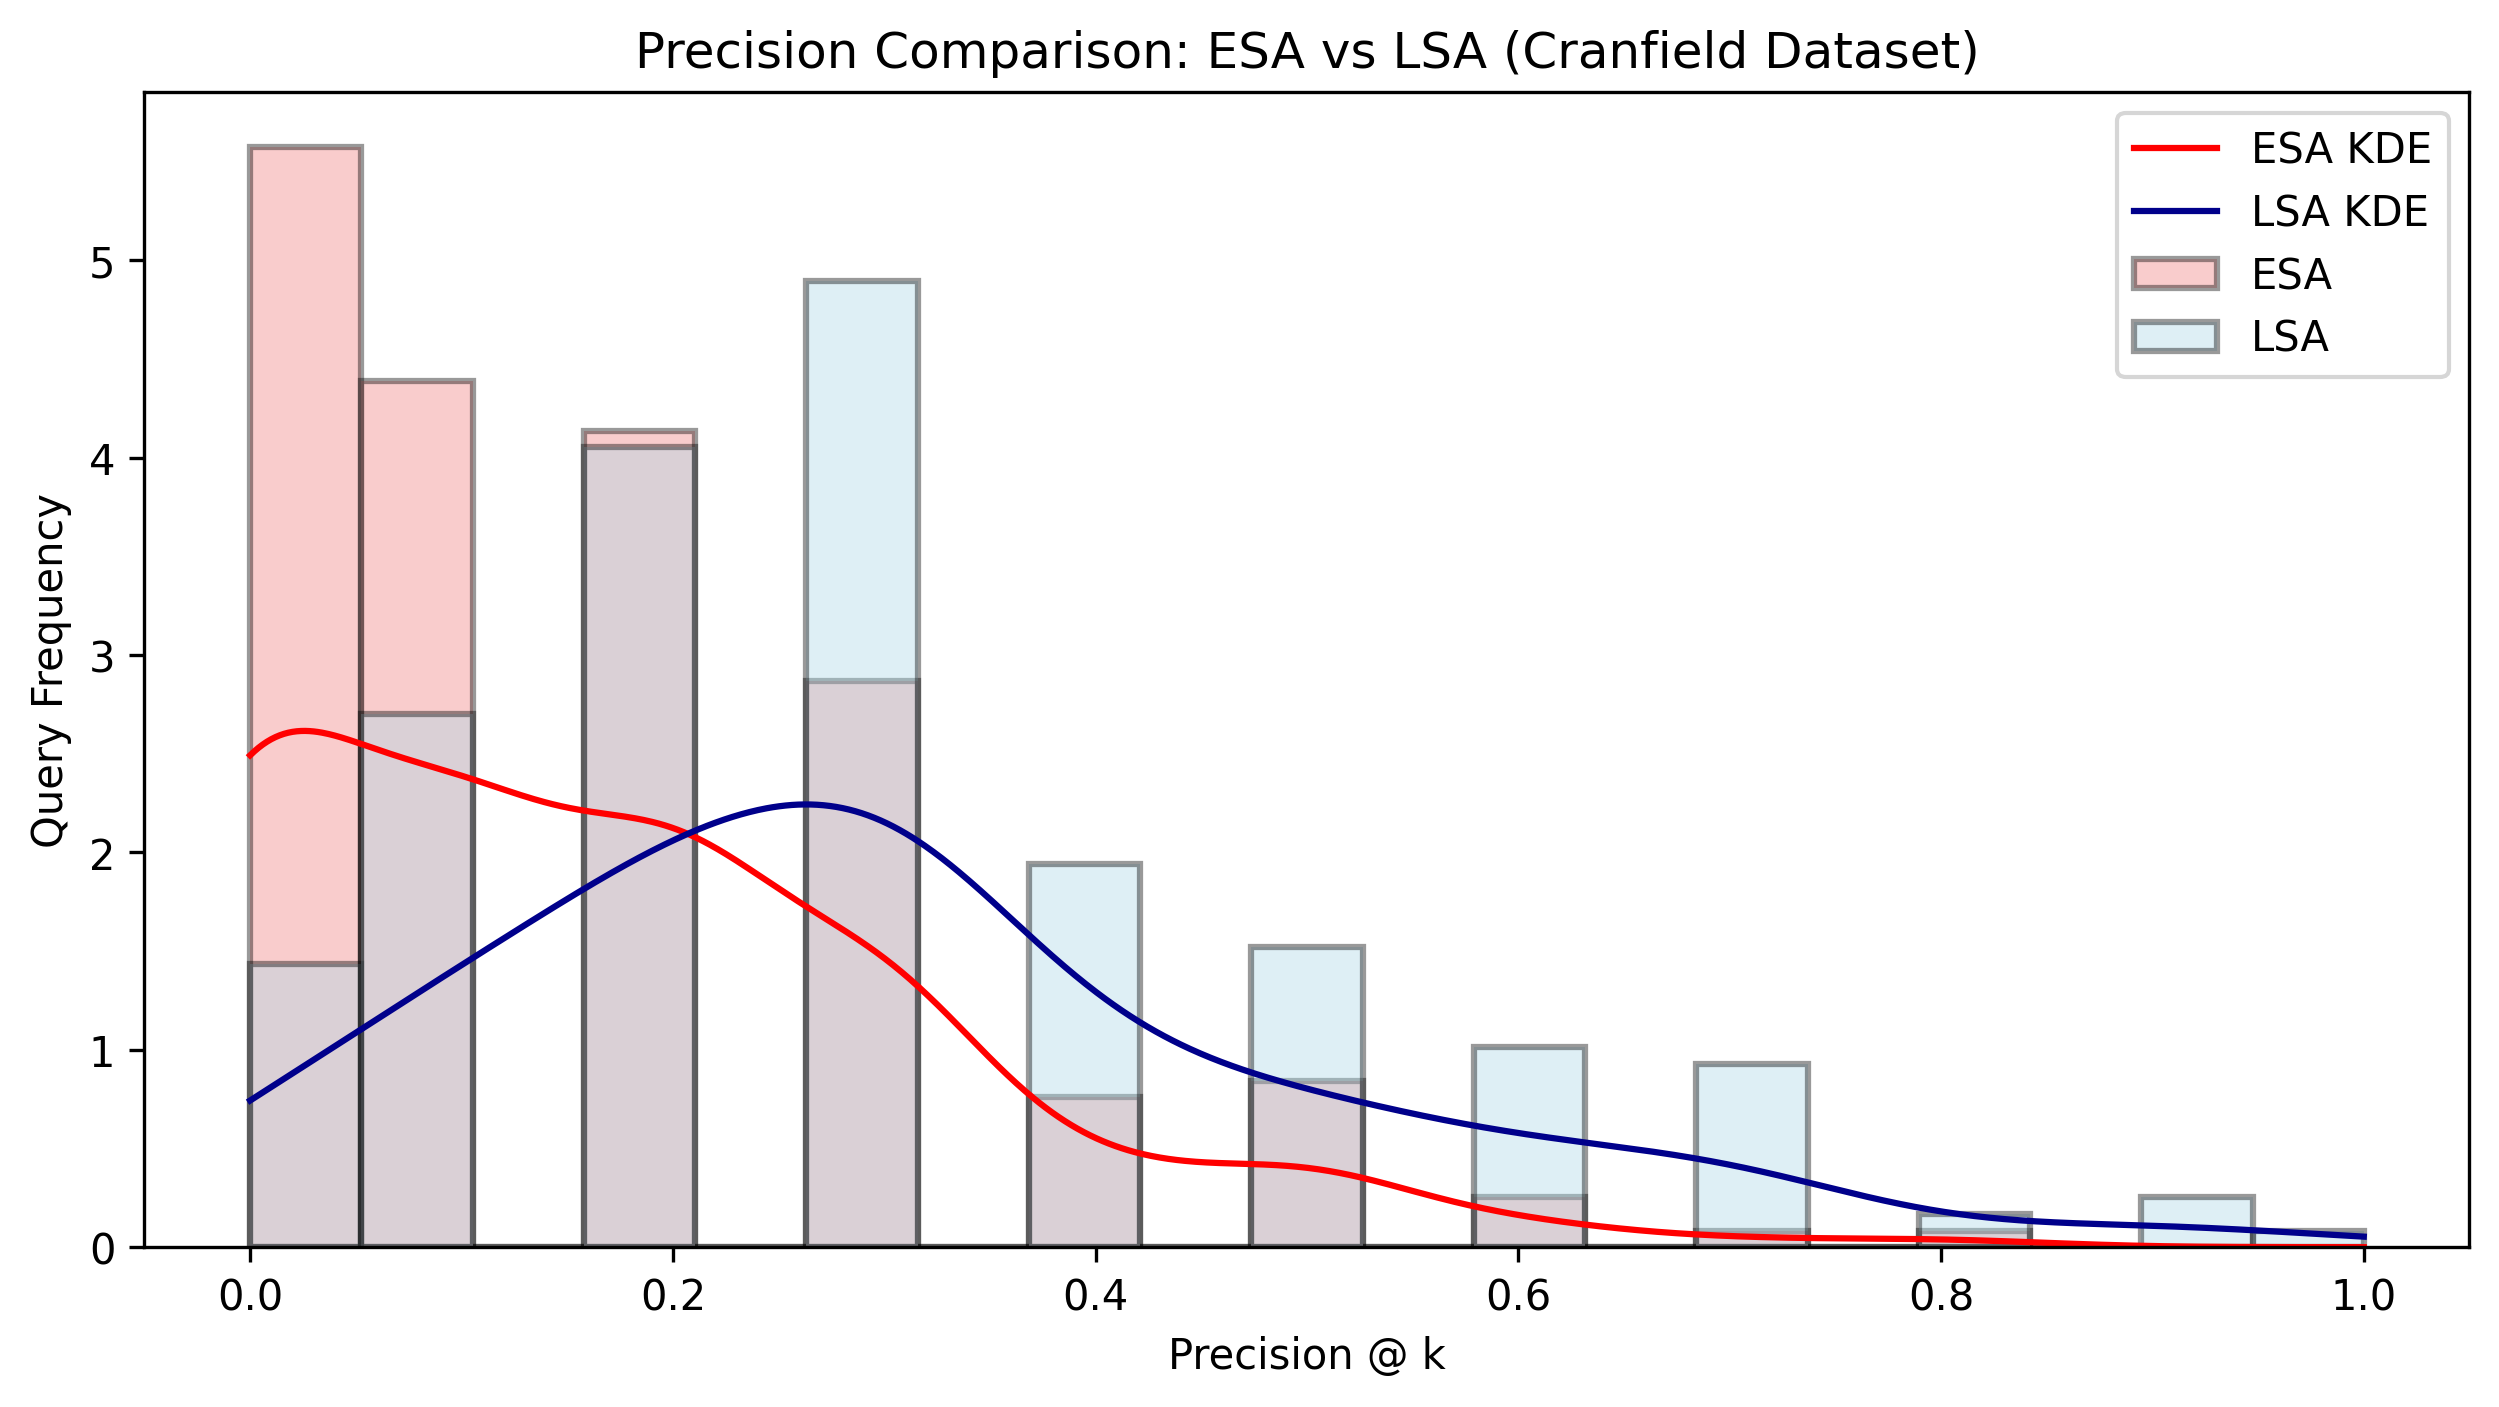 Precision Comparison: ESA vs LSA (Cranfield Dataset)
ESA KDE
LSA KDE
ESA
LSA
Query Frequency
5
4
3
2
1
0
0.0 0.2 0.4 0.6 0.8 1.0
Precision @ k